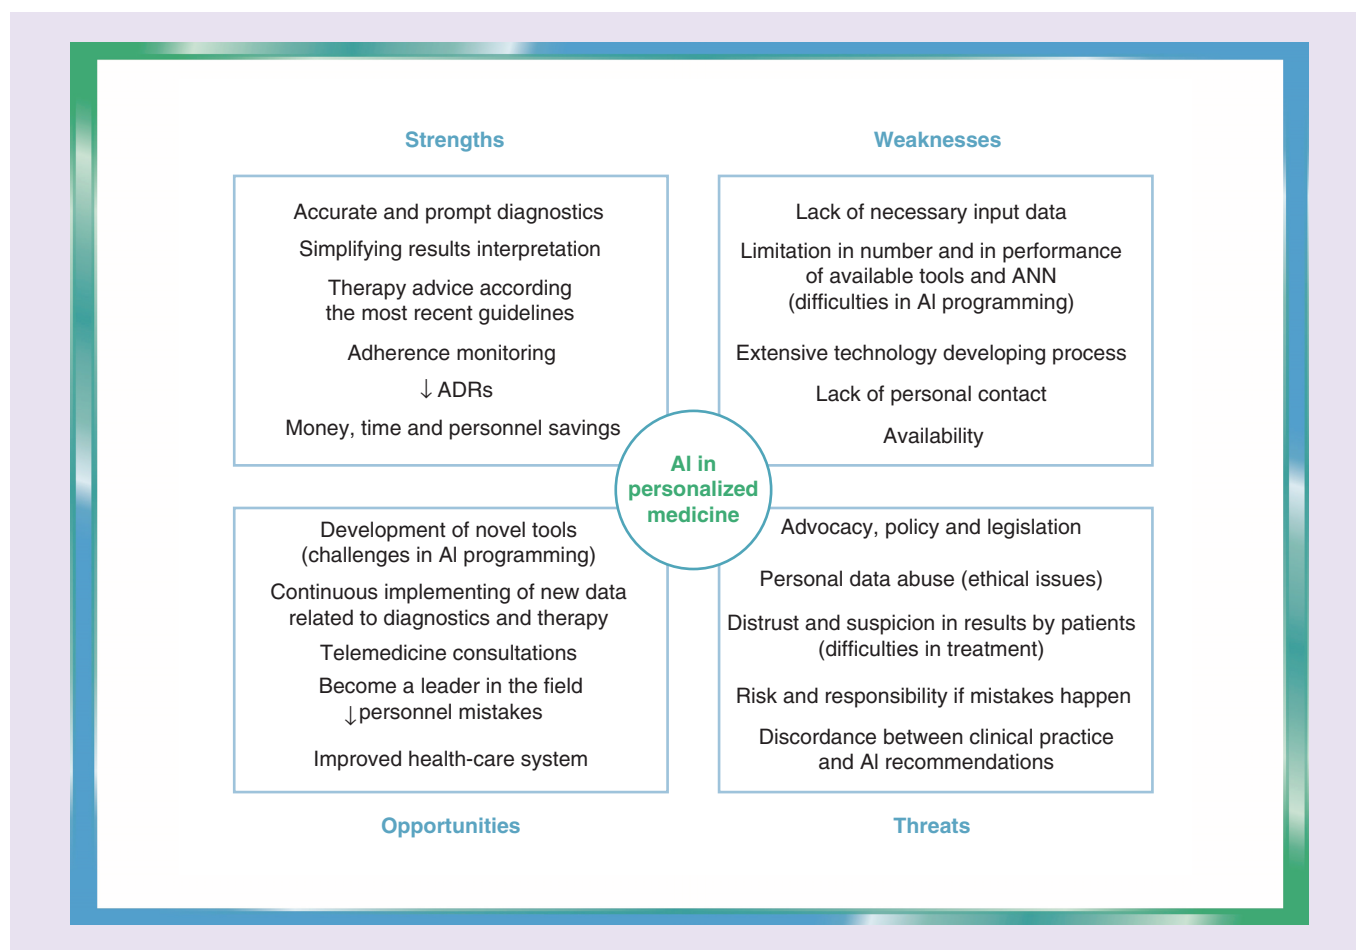 Strengths
Accurate and prompt diagnostics
Simplifying results interpretation
Therapy advice according
the most recent guidelines
Adherence monitoring
↓ ADRs
Money, time and personnel savings
Weaknesses
Lack of necessary input data
Limitation in number and in performance
of available tools and ANN
(difficulties in AI programming)
Extensive technology developing process
Lack of personal contact
Availability
AI in
personalized
medicine
Development of novel tools
(challenges in AI programming)
Continuous implementing of new data
related to diagnostics and therapy
Telemedicine consultations
Become a leader in the field
↓ personnel mistakes
Improved health-care system
Opportunities
Advocacy, policy and legislation
Personal data abuse (ethical issues)
Distrust and suspicion in results by patients
(difficulties in treatment)
Risk and responsibility if mistakes happen
Discordance between clinical practice
and AI recommendations
Threats